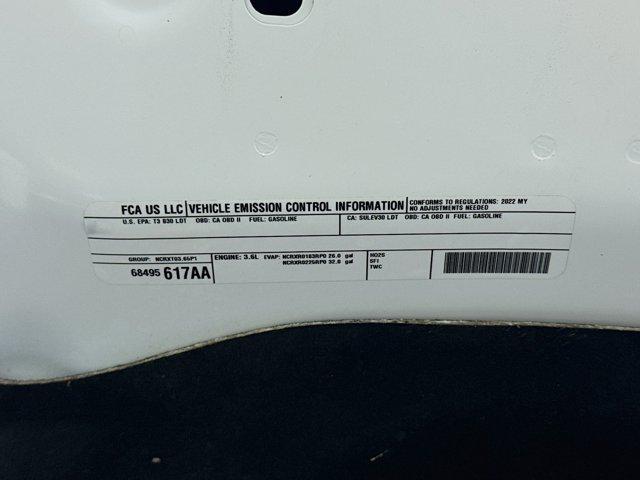 FCA US LLC VEHICLE EMISSION CONTROL INFORMATION
CONFORMS TO REGULATIONS: 2022 MY
NO ADJUSTMENTS NEEDED
U.S. EPA: T3 B30 LDT OBD: CA OBD II FUEL: GASOLINE
CA: SULEV30 LDT OBD: CA OBD II FUEL: GASOLINE
GROUP: NCRXT03.65P1
68495 617AA
ENGINE: 3.6L EVAP: NCRXR0183RP0 26.0 gal
NCRXR0225RP0 32.0 gal
HO2S
SFI
TWC